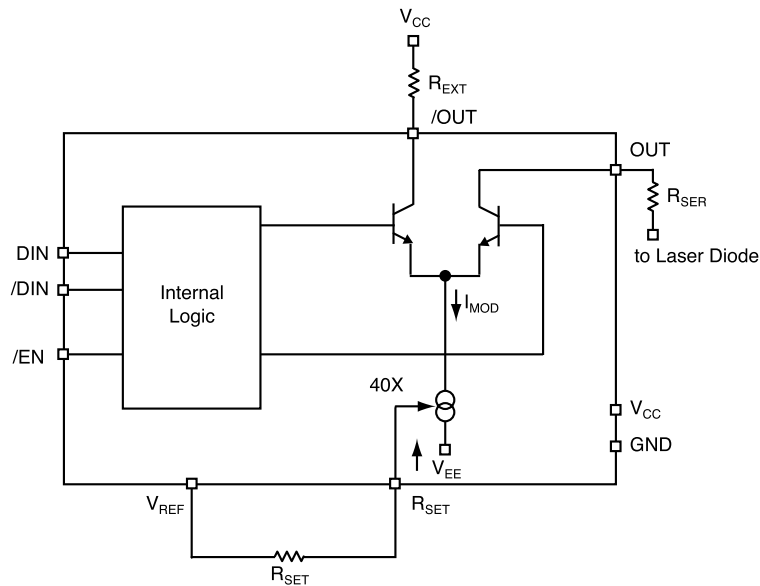 VCC
REXT
/OUT
OUT
RSER
to Laser Diode
DIN
/DIN
/EN
Internal
Logic
IMOD
40X
VCC
GND
VEE
VREF
RSET
RSET